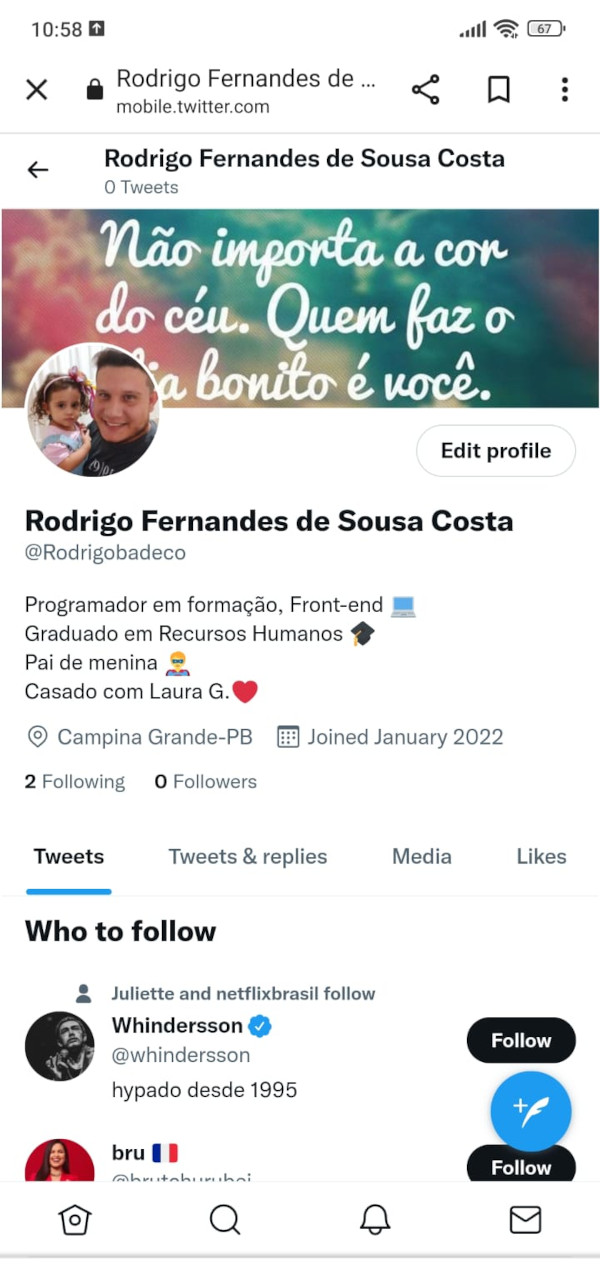 10:58
67
Rodrigo Fernandes de ...
mobile.twitter.com
Rodrigo Fernandes de Sousa Costa
0 Tweets
Não importa a cor
do céu. Quem faz o
bonito é você.
Edit profile
Rodrigo Fernandes de Sousa Costa
@Rodrigobadeco
Programador em formação, Front-end 💻
Graduado em Recursos Humanos 🎓
Pai de menina 🦸‍♂️
Casado com Laura G.❤️
Campina Grande-PB Joined January 2022
2 Following 0 Followers
Tweets Tweets & replies Media Likes
Who to follow
Juliette and netflixbrasil follow
Whindersson
@whindersson
Follow
hypado desde 1995
bru 🇫🇷
Follow